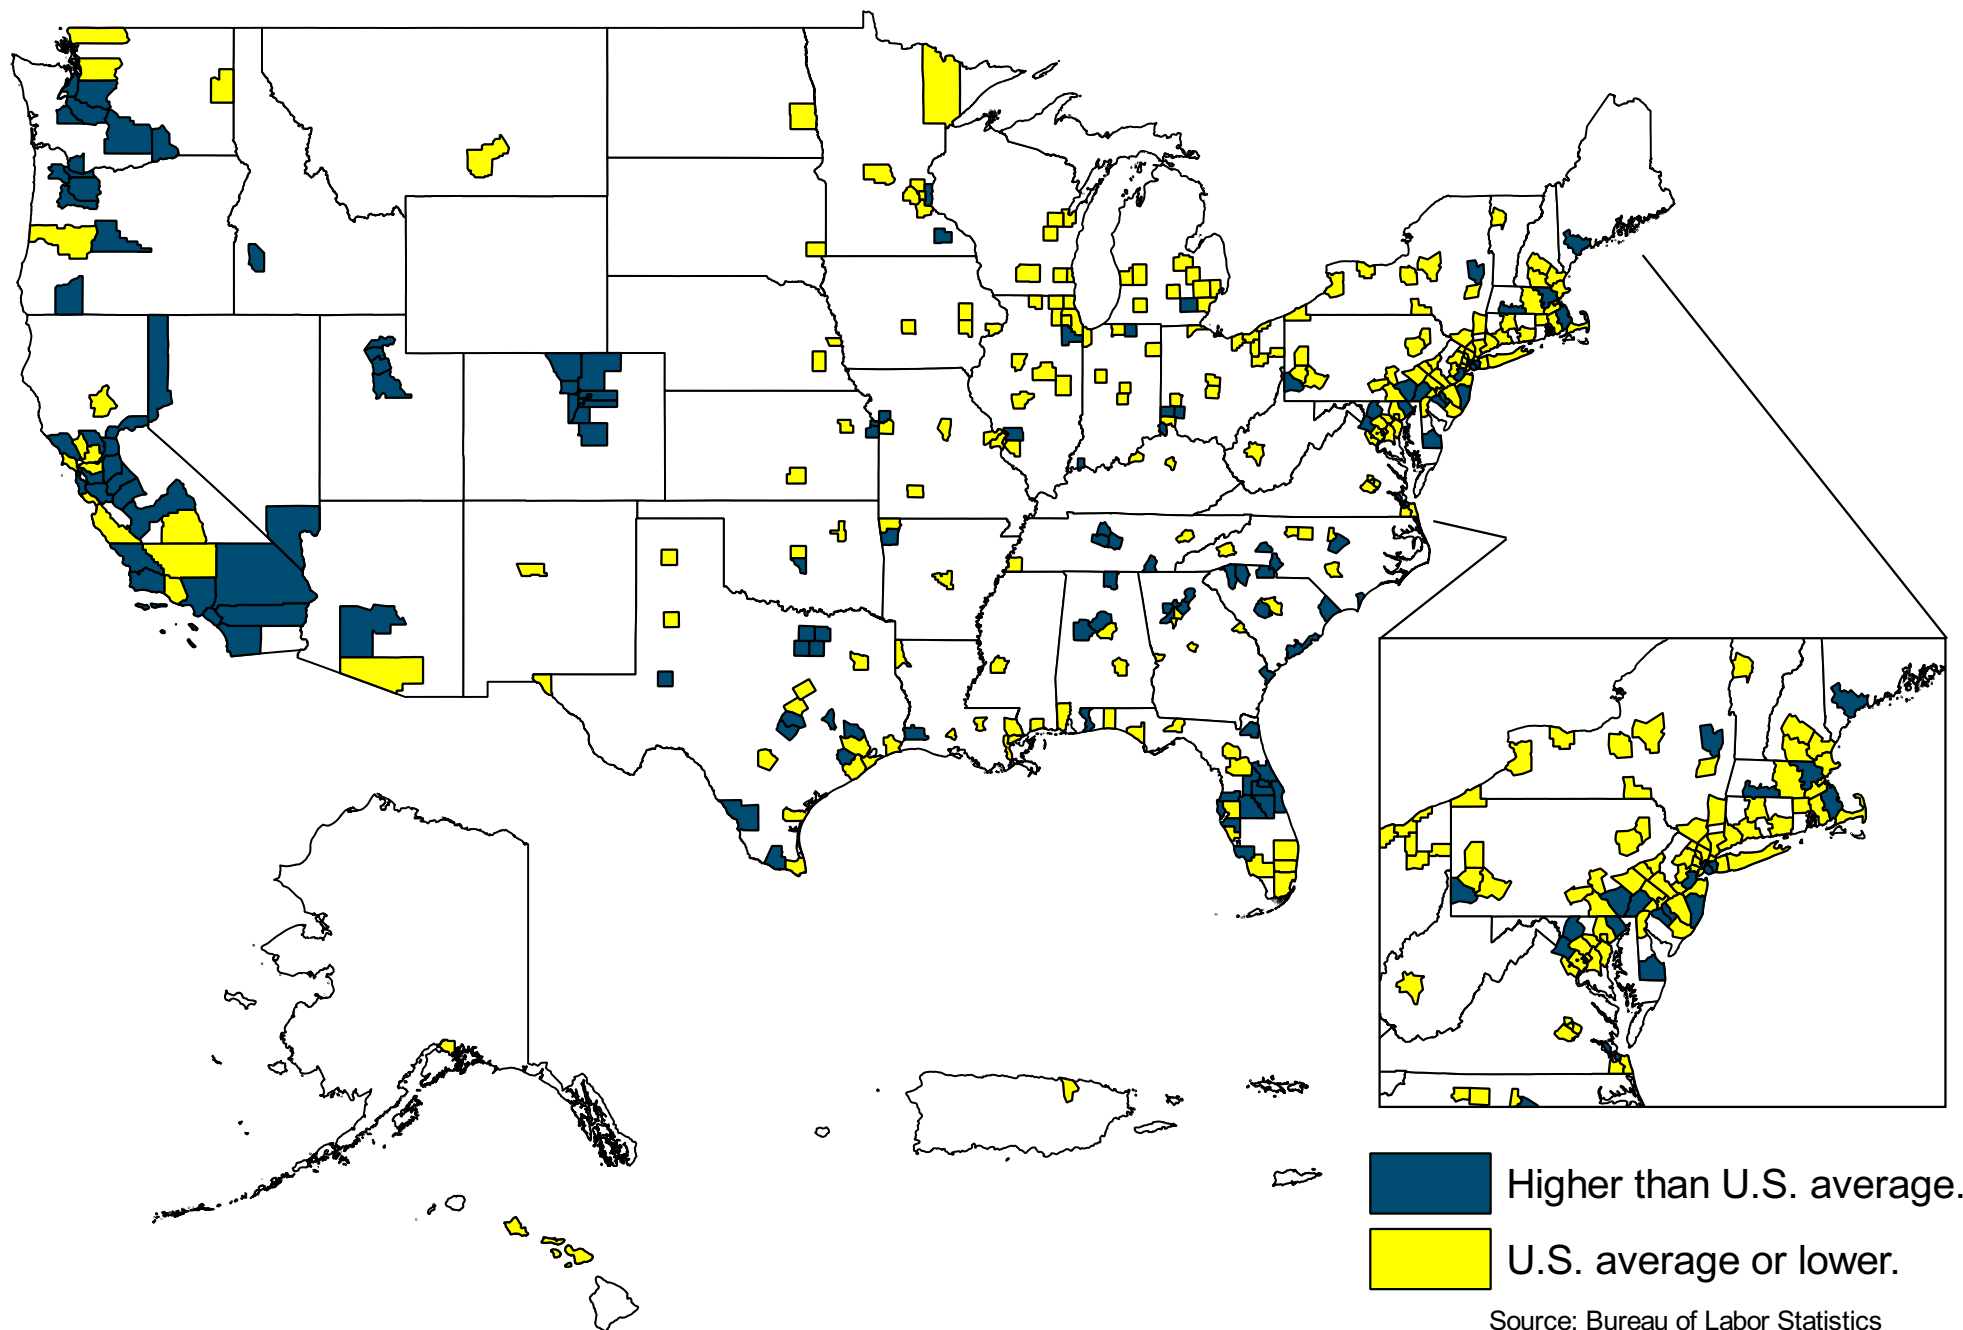 Higher than U.S. average.
U.S. average or lower.
Source: Bureau of Labor Statistics